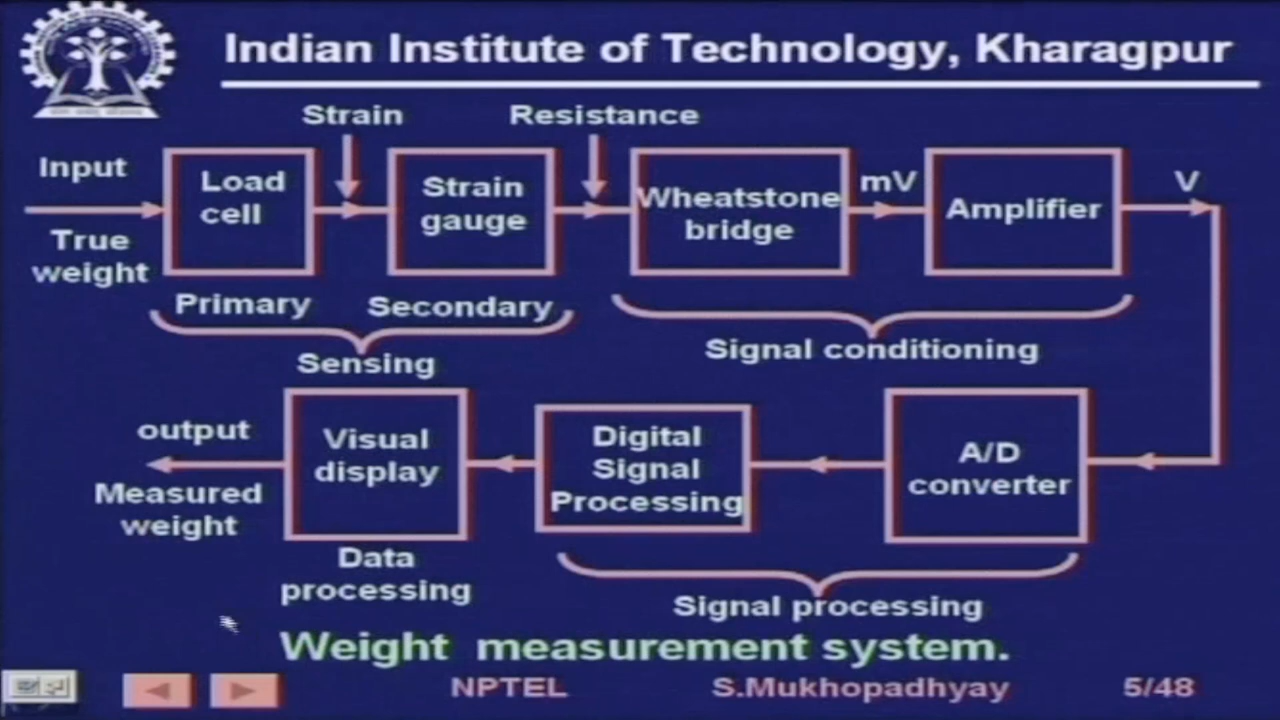 Indian Institute of Technology, Kharagpur
Strain
Resistance
Input
True
weight
Load
cell
Strain
gauge
Wheatstone
bridge
mV
Amplifier
V
Primary
Secondary
Sensing
Signal conditioning
output
Measured
weight
Visual
display
Digital
Signal
Processing
A/D
converter
Data
processing
Signal processing
Weight measurement system.
NPTEL
S.Mukhopadhyay
5/48